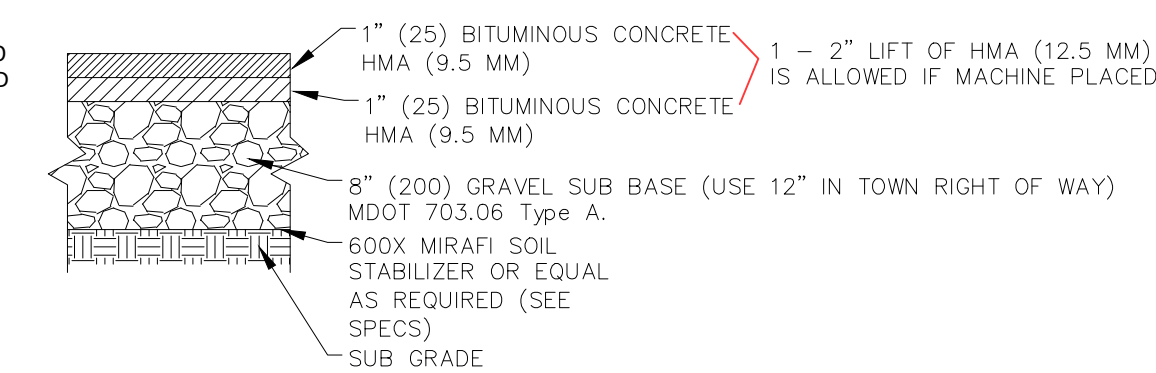 1” (25) BITUMINOUS CONCRETE
HMA (9.5 MM)
1 – 2” LIFT OF HMA (12.5 MM)
IS ALLOWED IF MACHINE PLACED
1” (25) BITUMINOUS CONCRETE
HMA (9.5 MM)
8” (200) GRAVEL SUB BASE (USE 12” IN TOWN RIGHT OF WAY)
MDOT 703.06 Type A.
600X MIRAFI SOIL
STABILIZER OR EQUAL
AS REQUIRED (SEE
SPECS)
SUB GRADE